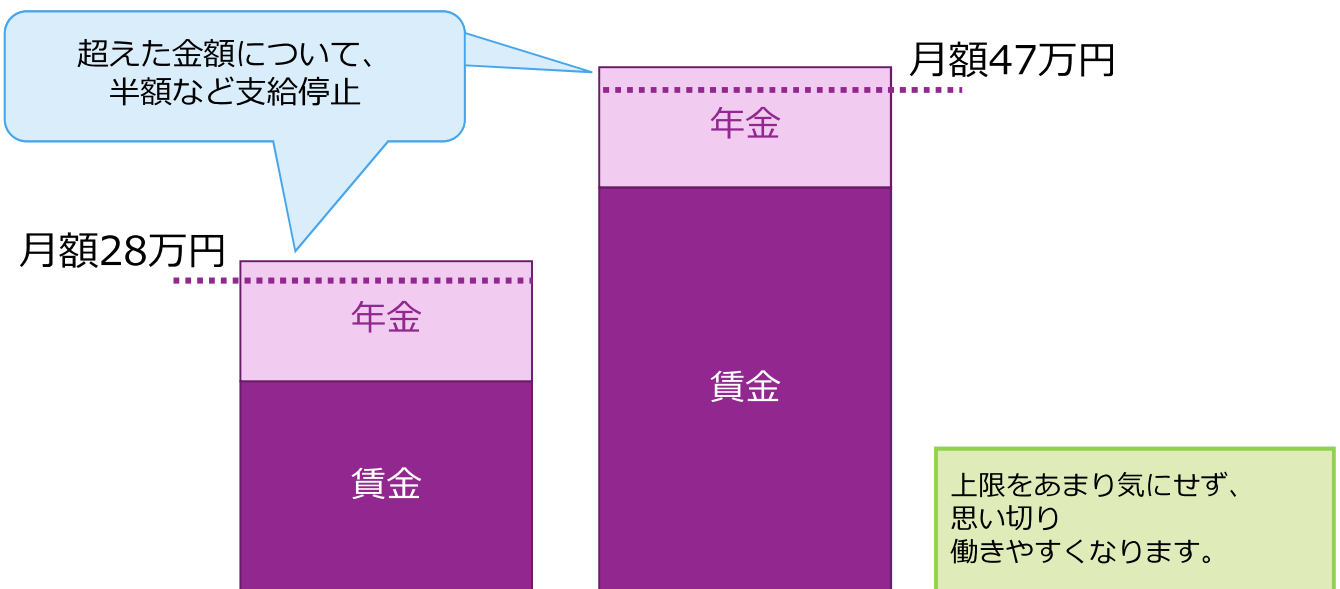 超えた金額について、
半額など支給停止
月額47万円
年金
月額28万円
年金
賃金
賃金
上限をあまり気にせず、
思い切り
働きやすくなります。